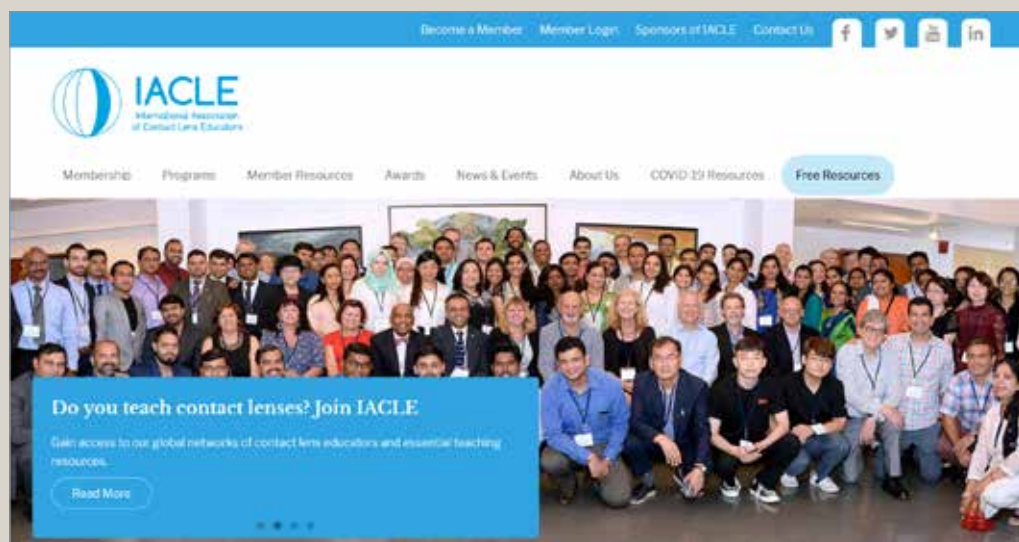 Become a Member Member Login Sponsors of IACLE Contact Us
IACLE
International Association
of Contact Lens Educators
Membership Programs Member Resources Awards News & Events About Us COVID-19 Resources Free Resources
Do you teach contact lenses? Join IACLE
Gain access to our global networks of contact lens educators and essential teaching
resources.
Read More